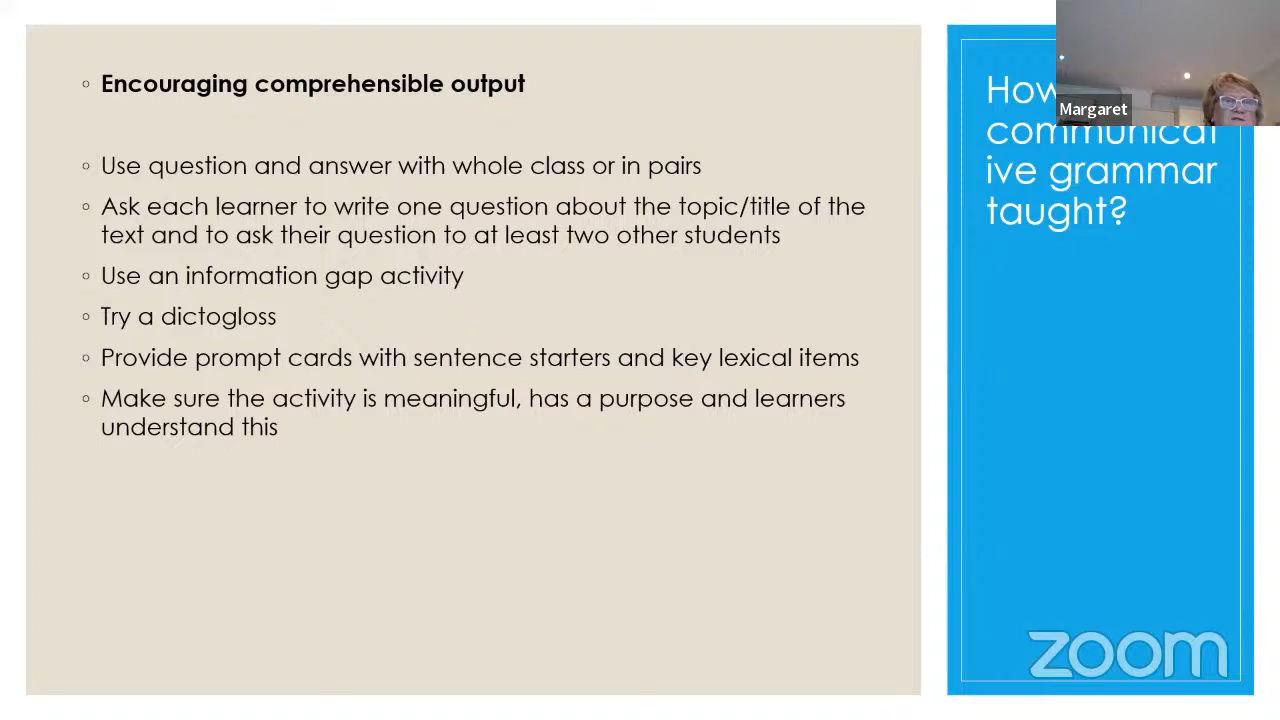 Encouraging comprehensible output
Use question and answer with whole class or in pairs
Ask each learner to write one question about the topic/title of the
text and to ask their question to at least two other students
Use an information gap activity
Try a dictogloss
Provide prompt cards with sentence starters and key lexical items
Make sure the activity is meaningful, has a purpose and learners
understand this
How
communicat
ive grammar
taught?
Margaret
zoom